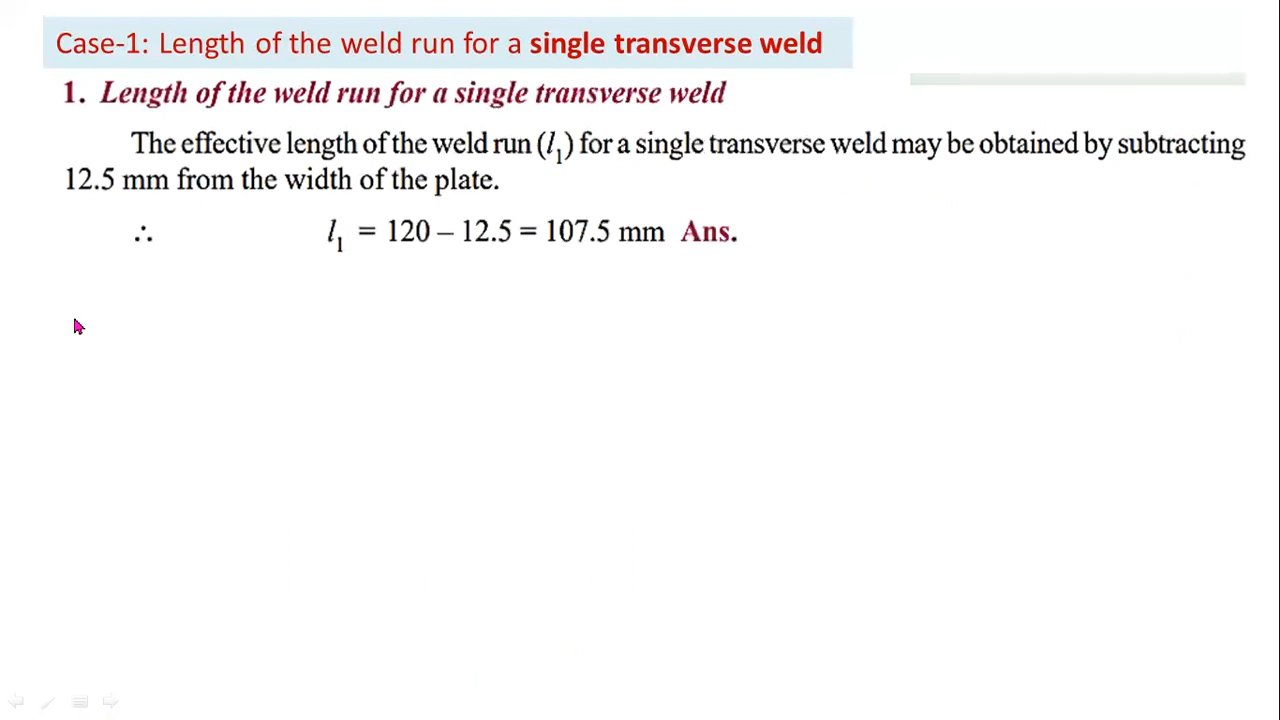 Case-1: Length of the weld run for a single transverse weld
1. Length of the weld run for a single transverse weld
The effective length of the weld run (l₁) for a single transverse weld may be obtained by subtracting
12.5 mm from the width of the plate.
∴ l₁ = 120 – 12.5 = 107.5 mm Ans.